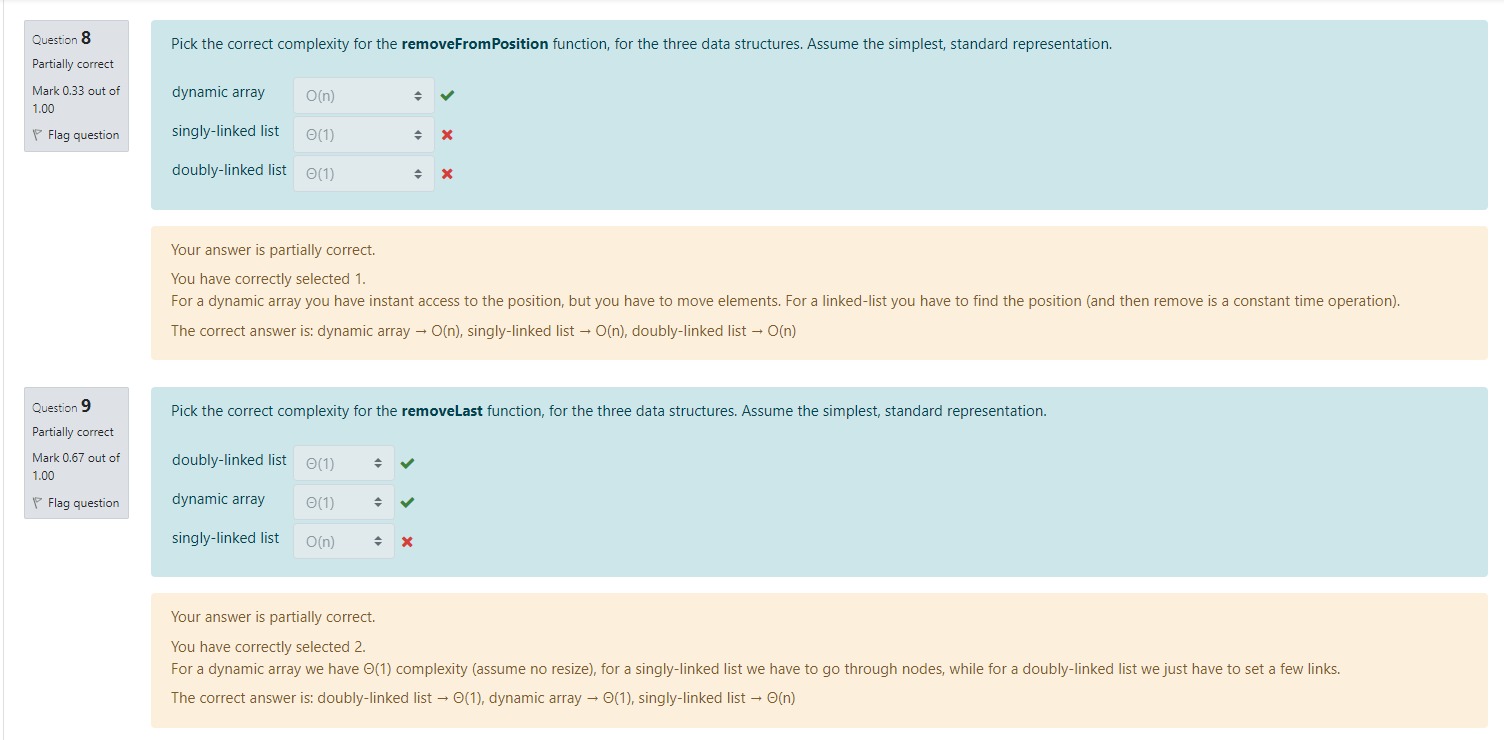 Question 8
Partially correct
Mark 0.33 out of
1.00
Flag question
Pick the correct complexity for the removeFromPosition function, for the three data structures. Assume the simplest, standard representation.
dynamic array O(n)
singly-linked list Θ(1)
doubly-linked list Θ(1)
Your answer is partially correct.
You have correctly selected 1.
For a dynamic array you have instant access to the position, but you have to move elements. For a linked-list you have to find the position (and then remove is a constant time operation).
The correct answer is: dynamic array → O(n), singly-linked list → O(n), doubly-linked list → O(n)
Question 9
Partially correct
Mark 0.67 out of
1.00
Flag question
Pick the correct complexity for the removeLast function, for the three data structures. Assume the simplest, standard representation.
doubly-linked list Θ(1)
dynamic array Θ(1)
singly-linked list O(n)
Your answer is partially correct.
You have correctly selected 2.
For a dynamic array we have Θ(1) complexity (assume no resize), for a singly-linked list we have to go through nodes, while for a doubly-linked list we just have to set a few links.
The correct answer is: doubly-linked list → Θ(1), dynamic array → Θ(1), singly-linked list → Θ(n)